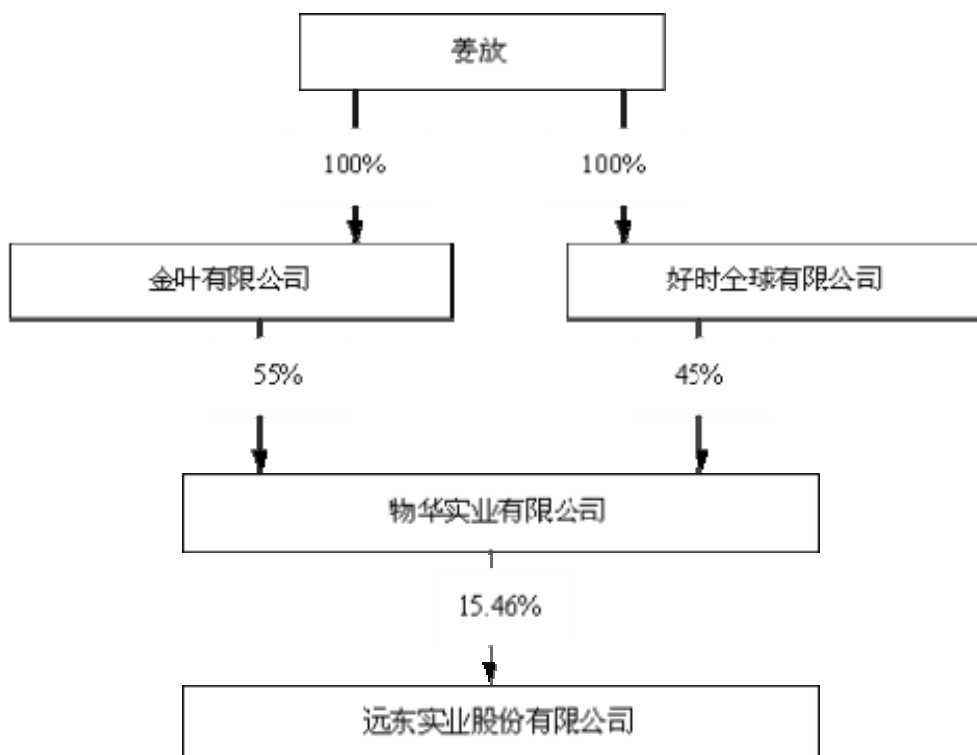 姜放
100%
100%
金叶有限公司
好时全球有限公司
55%
45%
物华实业有限公司
15.46%
远东实业股份有限公司